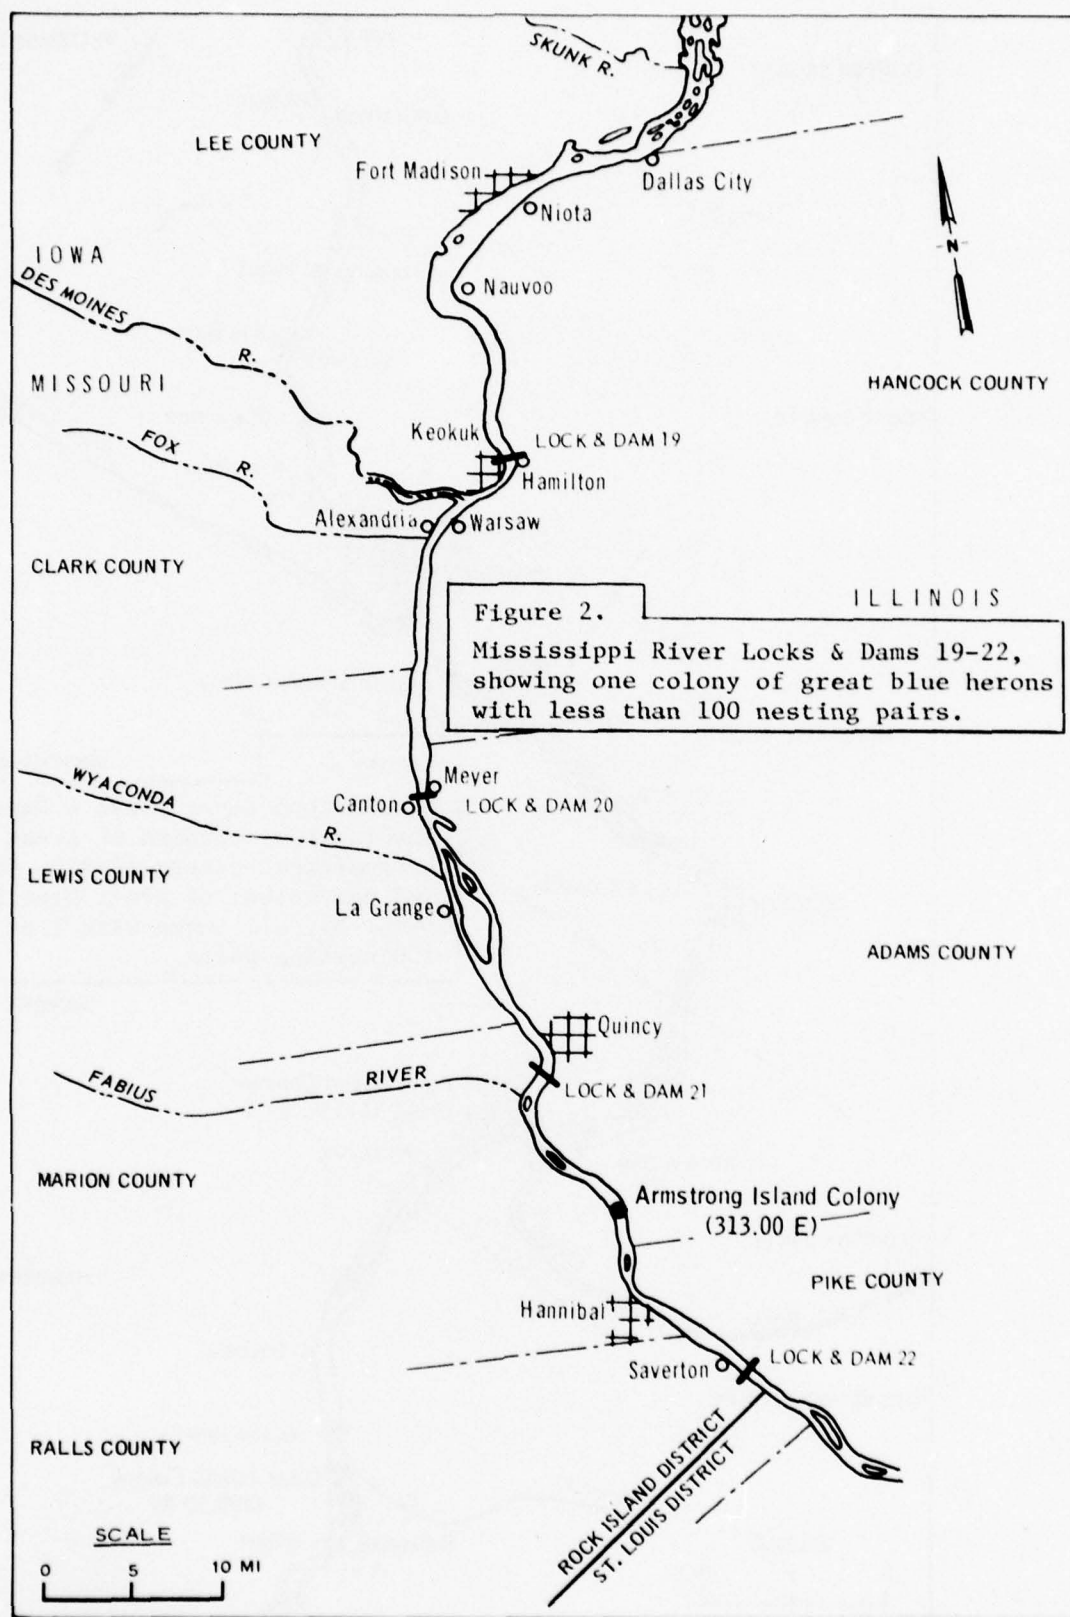 SKUNK R.
LEE COUNTY
Fort Madison
Dallas City
Niota
N
IOWA
DES MOINES R.
Nauvoo
MISSOURI
HANCOCK COUNTY
FOX R.
Keokuk
LOCK & DAM 19
Hamilton
Alexandria
Warsaw
CLARK COUNTY
ILLINOIS
Figure 2.
Mississippi River Locks & Dams 19-22,
showing one colony of great blue herons
with less than 100 nesting pairs.
WYACONDA R.
Meyer
Canton
LOCK & DAM 20
LEWIS COUNTY
La Grange
ADAMS COUNTY
Quincy
FABIUS RIVER
LOCK & DAM 21
MARION COUNTY
Armstrong Island Colony
(313.00 E)
PIKE COUNTY
Hannibal
LOCK & DAM 22
Saverton
RALLS COUNTY
ROCK ISLAND DISTRICT
ST. LOUIS DISTRICT
SCALE
0 5 10 MI